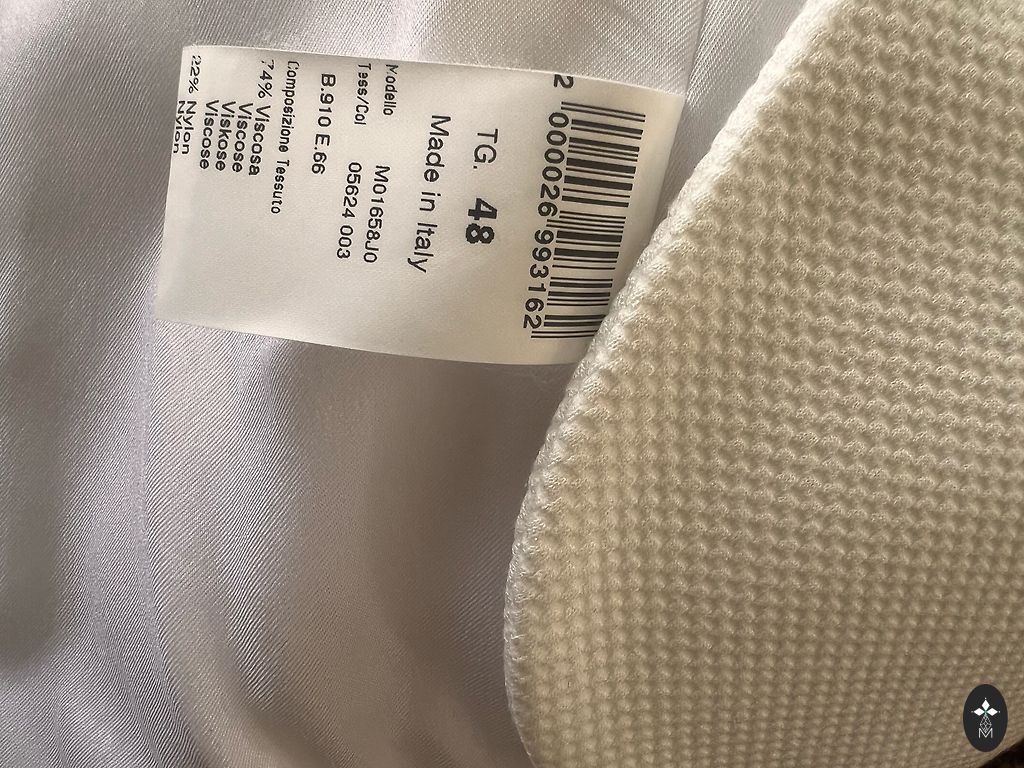 2 000026 993162
TG. 48
Made in Italy
Modello M01658J0
Tess/Col 05624 003
B.910 E.66
Composizione Tessuto
74% Viscosa
Viscose
Viskose
Viscose
22% Nylon
Nylon
M